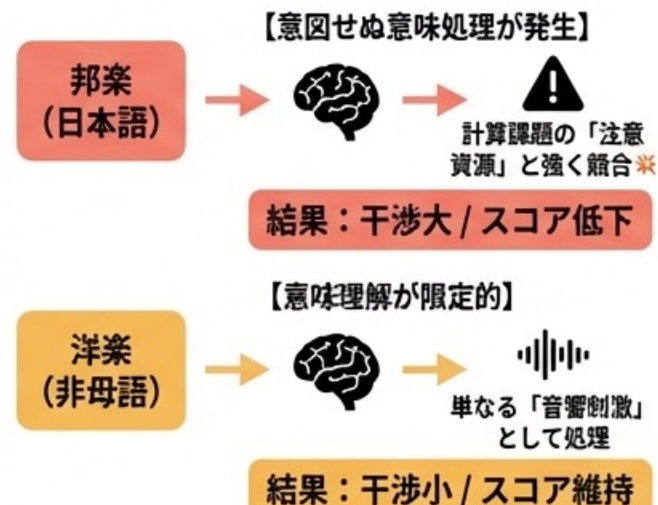 【意図せぬ意味処理が発生】
邦楽
（日本語）
計算課題の「注意
資源」と強く競合
結果：干渉大 / スコア低下
【意味理解が限定的】
洋楽
（非母語）
単なる「音響刺激」
として処理
結果：干渉小 / スコア維持